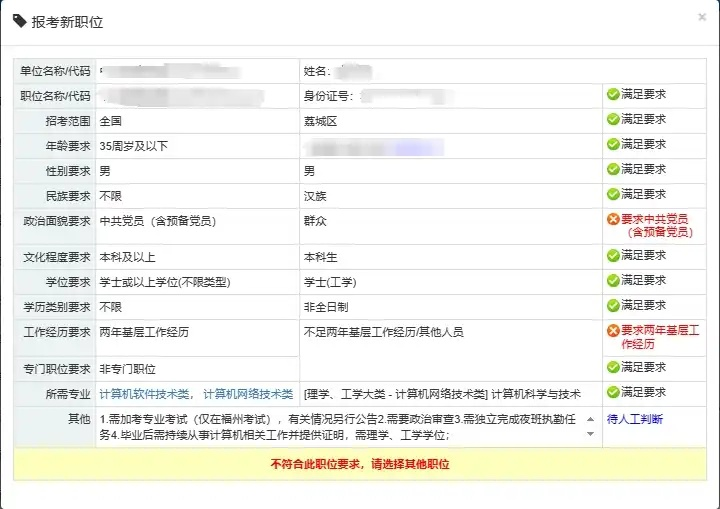 报考新职位 ×
单位名称/代码 姓名：
职位名称/代码 身份证号： 满足要求
招考范围 全国 荔城区 满足要求
年龄要求 35周岁及以下 满足要求
性别要求 男 男 满足要求
民族要求 不限 汉族 满足要求
政治面貌要求 中共党员（含预备党员） 群众 要求中共党员
（含预备党员）
文化程度要求 本科及以上 本科生 满足要求
学位要求 学士或以上学位(不限类型) 学士(工学) 满足要求
学历类别要求 不限 非全日制 满足要求
工作经历要求 两年基层工作经历 不足两年基层工作经历/其他人员 要求两年基层工
作经历
专门职位要求 非专门职位 满足要求
所需专业 计算机软件技术类， 计算机网络技术类 [理学、工学大类 - 计算机网络技术类] 计算机科学与技术 满足要求
其他 1.需加考专业考试（仅在福州考试），有关情况另行公告2.需要政治审查3.需独立完成夜班执勤任 待人工判断
务4.毕业后需持续从事计算机相关工作并提供证明，需理学、工学学位；
不符合此职位要求，请选择其他职位